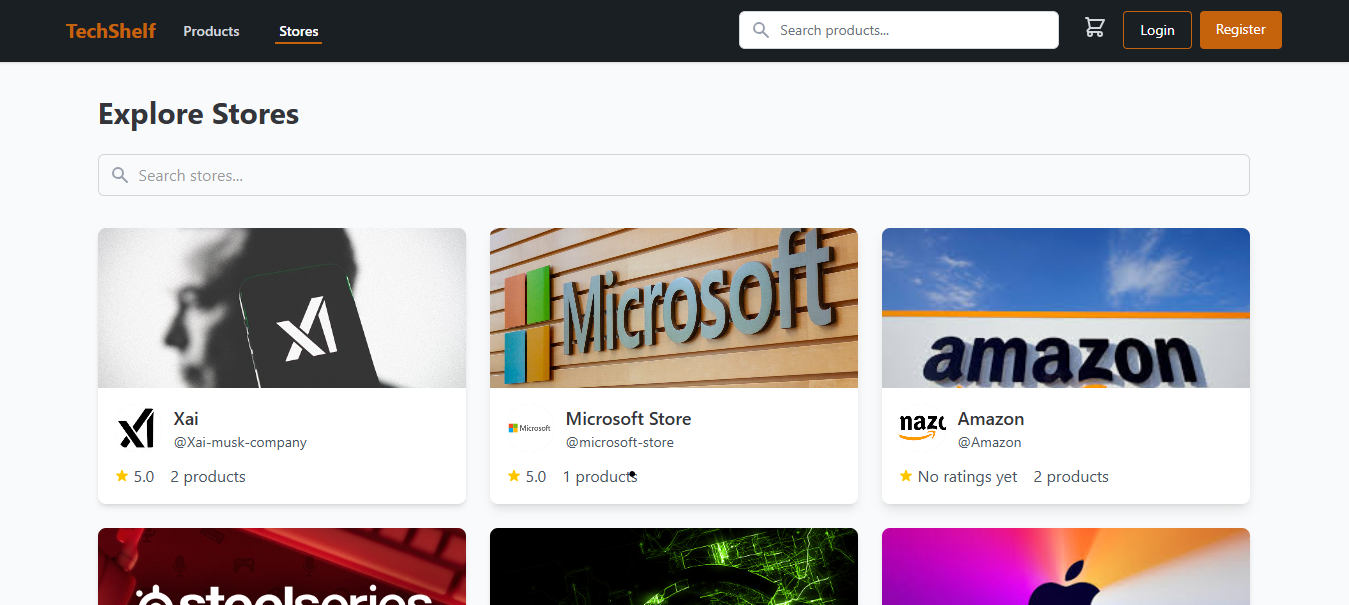 TechShelf Products Stores Search products... Login Register
Explore Stores
Search stores...
Microsoft
amazon
Xai
@Xai-musk-company
5.0 2 products
Microsoft
Microsoft Store
@microsoft-store
5.0 1 products
Amazon
@Amazon
No ratings yet 2 products
steelseries